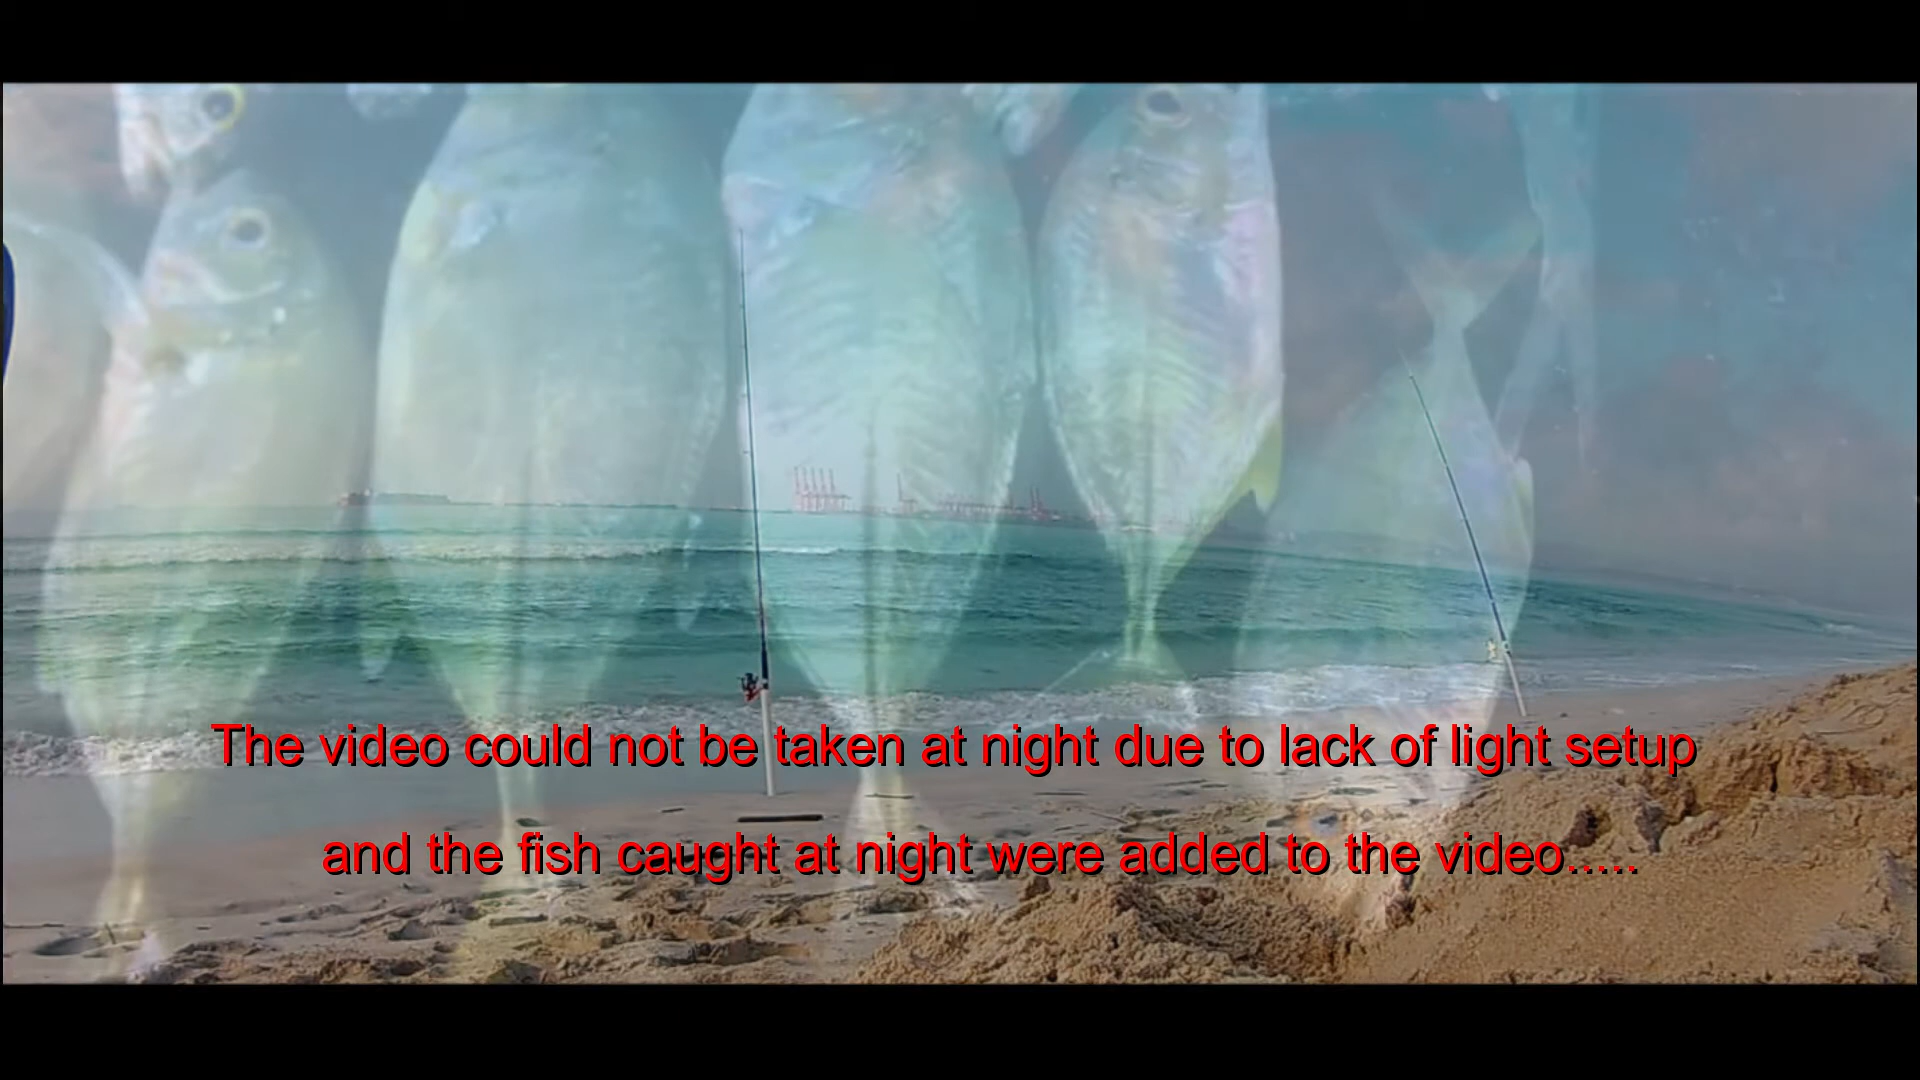 The video could not be taken at night due to lack of light setup
and the fish caught at night were added to the video.....